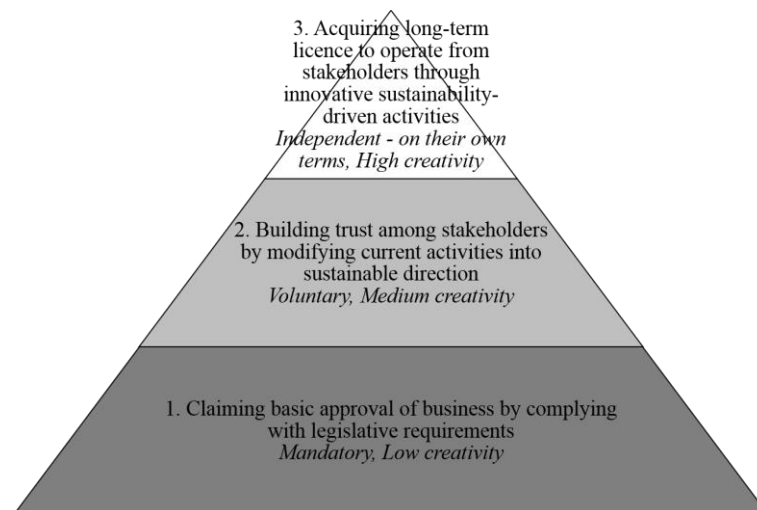 3. Acquiring long-term
licence to operate from
stakeholders through
innovative sustainability-
driven activities
Independent - on their own
terms, High creativity
2. Building trust among stakeholders
by modifying current activities into
sustainable direction
Voluntary, Medium creativity
1. Claiming basic approval of business by complying
with legislative requirements
Mandatory, Low creativity